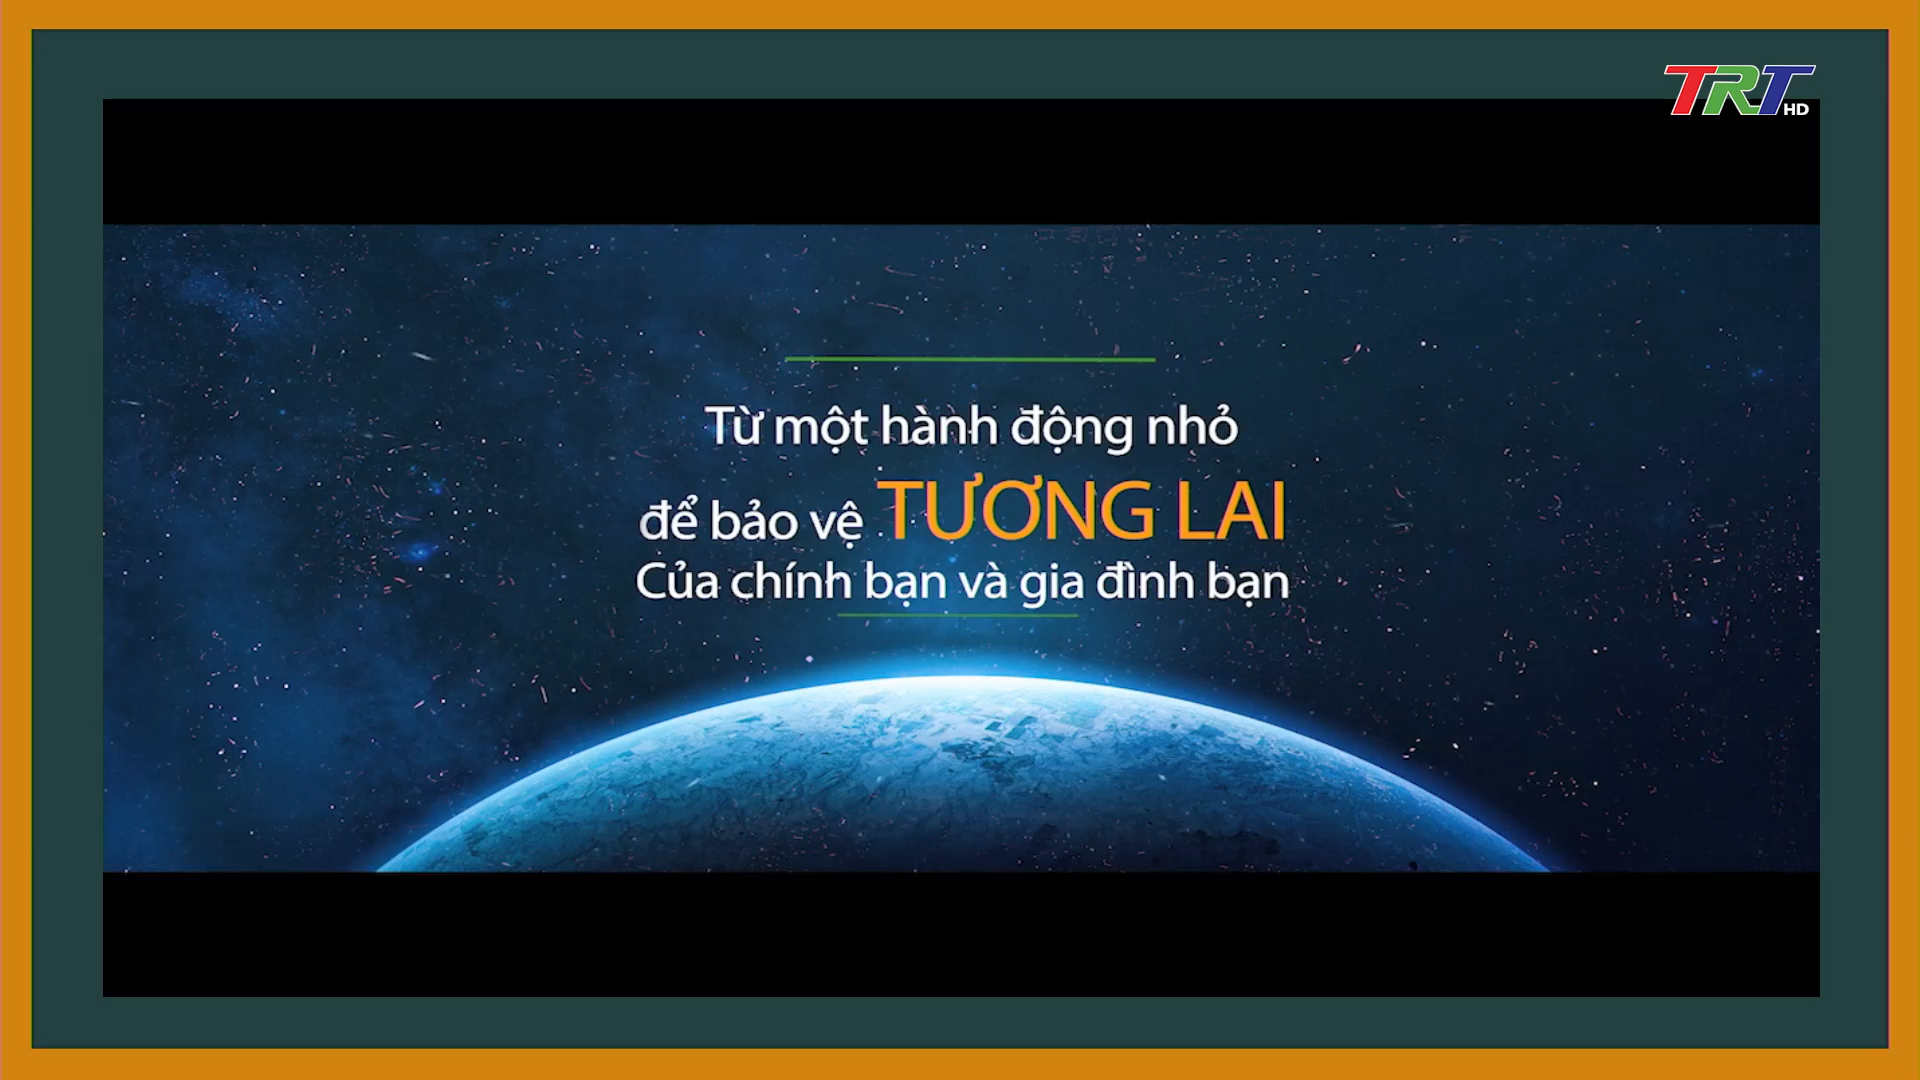 TRT HD
Từ một hành động nhỏ
để bảo vệ TƯƠNG LAI
Của chính bạn và gia đình bạn